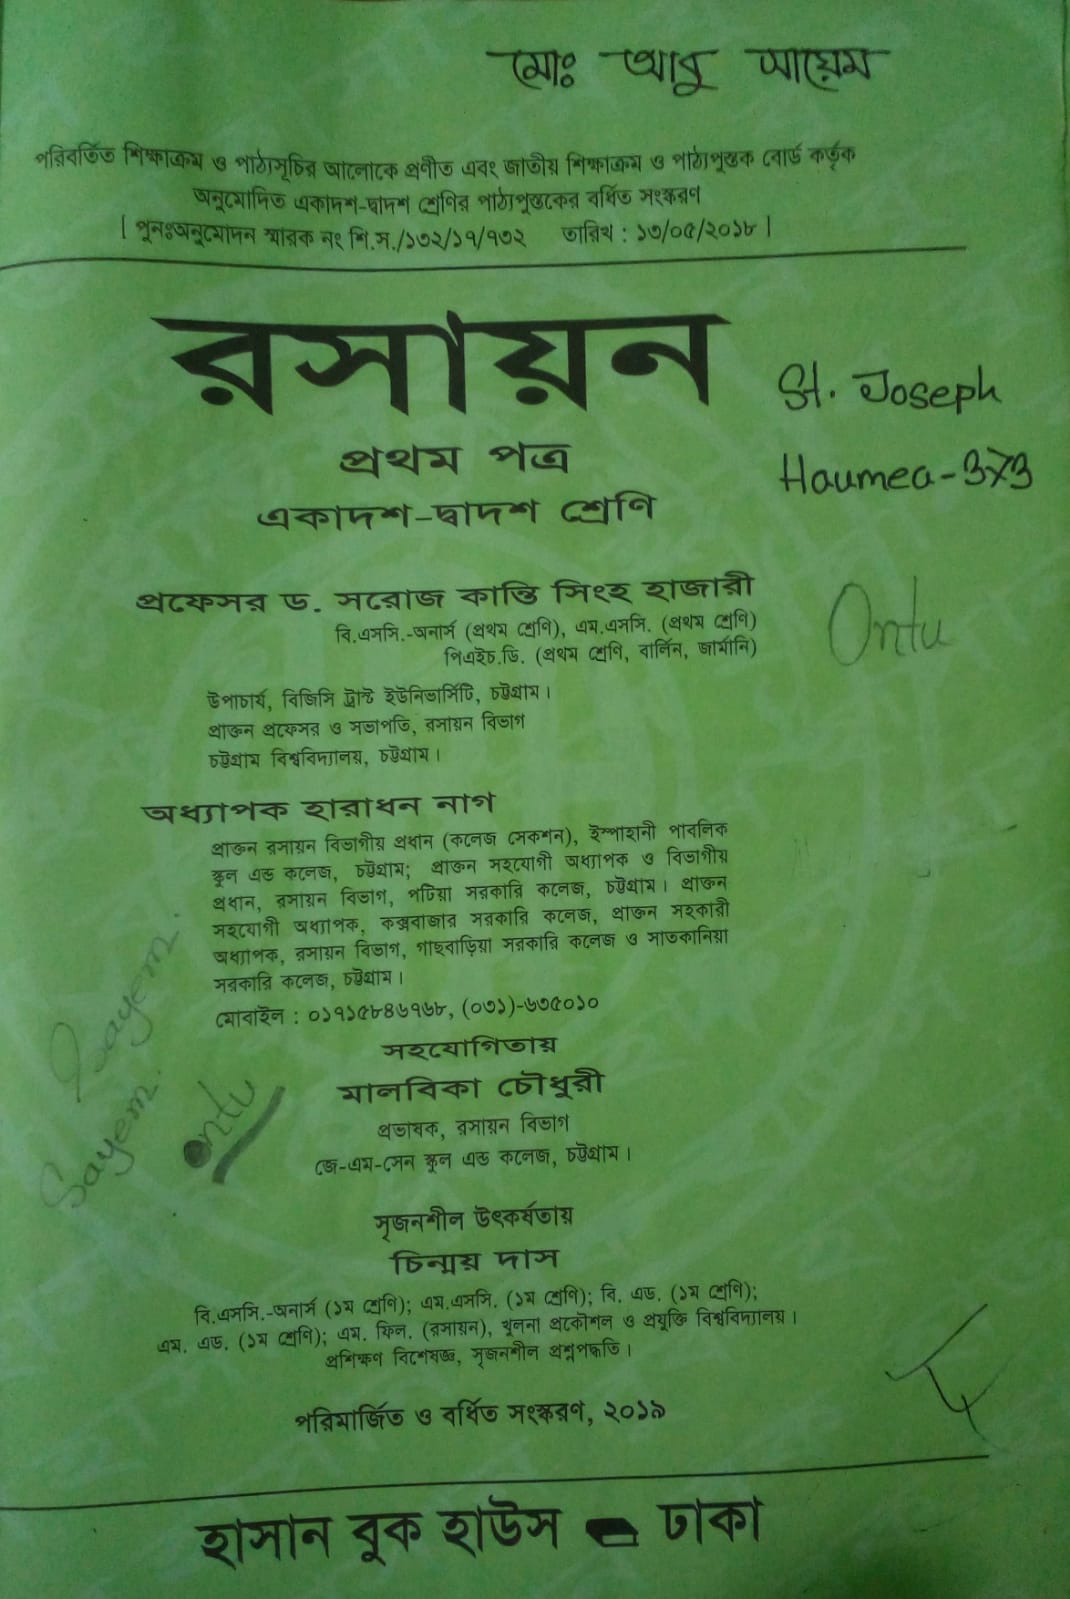 মোঃ আবু সায়েম
পরিবর্তিত শিক্ষাক্রম ও পাঠ্যসূচির আলোকে প্রণীত এবং জাতীয় শিক্ষাক্রম ও পাঠ্যপুস্তক বোর্ড কর্তৃক
অনুমোদিত একাদশ-দ্বাদশ শ্রেণির পাঠ্যপুস্তকের বর্ধিত সংস্করণ
[ পুনঃঅনুমোদন স্মারক নং শি.স./১৩২/১৭/৭৩২ তারিখ : ১৩/০৫/২০১৮ ]
রসায়ন
St. Joseph
প্রথম পত্র
Haumea-373
একাদশ-দ্বাদশ শ্রেণি
প্রফেসর ড. সরোজ কান্তি সিংহ হাজারী
বি.এসসি.-অনার্স (প্রথম শ্রেণি), এম.এসসি. (প্রথম শ্রেণি)
Ontu
পিএইচ.ডি. (প্রথম শ্রেণি, বার্লিন, জার্মানি)
উপাচার্য, বিজিসি ট্রাস্ট ইউনিভার্সিটি, চট্টগ্রাম।
প্রাক্তন প্রফেসর ও সভাপতি, রসায়ন বিভাগ
চট্টগ্রাম বিশ্ববিদ্যালয়, চট্টগ্রাম।
অধ্যাপক হারাধন নাগ
প্রাক্তন রসায়ন বিভাগীয় প্রধান (কলেজ সেকশন), ইস্পাহানী পাবলিক
স্কুল এন্ড কলেজ, চট্টগ্রাম; প্রাক্তন সহযোগী অধ্যাপক ও বিভাগীয়
প্রধান, রসায়ন বিভাগ, পটিয়া সরকারি কলেজ, চট্টগ্রাম। প্রাক্তন
সহযোগী অধ্যাপক, কক্সবাজার সরকারি কলেজ, প্রাক্তন সহকারী
অধ্যাপক, রসায়ন বিভাগ, গাছবাড়িয়া সরকারি কলেজ ও সাতকানিয়া
সরকারি কলেজ, চট্টগ্রাম।
মোবাইল : ০১৭১৫৮৪৬৭৬৮, (০৩১)-৬৩৫০১০
Sayem.
সহযোগিতায়
মালবিকা চৌধুরী
Sayem.
Ontu
প্রভাষক, রসায়ন বিভাগ
জে-এম-সেন স্কুল এন্ড কলেজ, চট্টগ্রাম।
সৃজনশীল উৎকর্ষতায়
চিন্ময় দাস
বি.এসসি.-অনার্স (১ম শ্রেণি); এম.এসসি. (১ম শ্রেণি); বি. এড. (১ম শ্রেণি);
এম. এড. (১ম শ্রেণি); এম. ফিল. (রসায়ন), খুলনা প্রকৌশল ও প্রযুক্তি বিশ্ববিদ্যালয়।
প্রশিক্ষণ বিশেষজ্ঞ, সৃজনশীল প্রশ্নপদ্ধতি।
পরিমার্জিত ও বর্ধিত সংস্করণ, ২০১৯
হাসান বুক হাউস ঢাকা